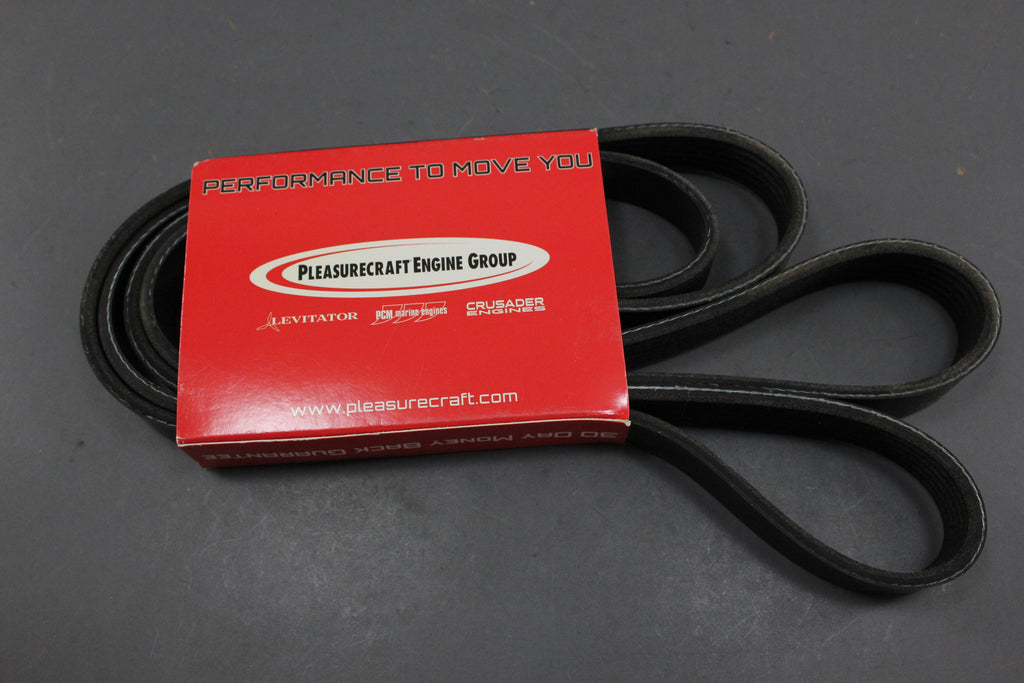 PERFORMANCE TO MOVE YOU
PLEASURECRAFT ENGINE GROUP
LEVITATOR
PCM marine engines
CRUSADER
ENGINES
www.pleasurecraft.com
30 DAY MONEY BACK GUARANTEE